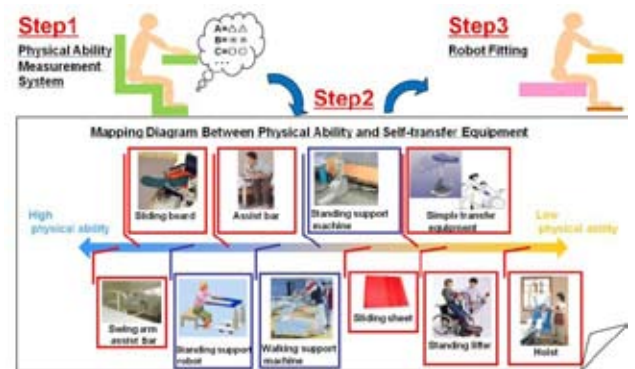 Step1
Physical Ability
Measurement
System
A=△△
B=＊＊
C=○○
...
Step2
Step3
Robot Fitting
Mapping Diagram Between Physical Ability and Self-transfer Equipment
High
physical ability
Low
physical ability
Sliding board
Assist bar
Standing support
machine
Simple transfer
equipment
Swing arm
assist bar
Standing support
robot
Walking support
machine
Sliding sheet
Standing lifter
Hoist